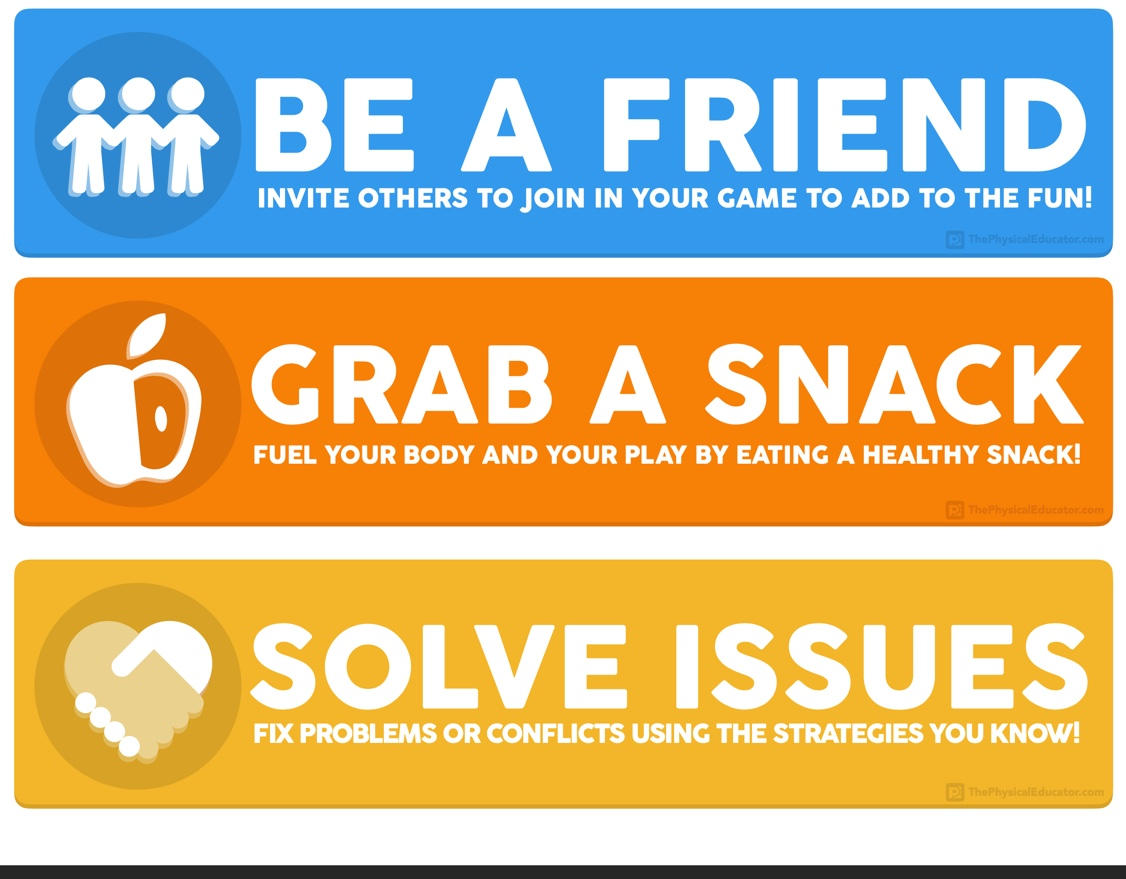 BE A FRIEND
INVITE OTHERS TO JOIN IN YOUR GAME TO ADD TO THE FUN!
ThePhysicalEducator.com
GRAB A SNACK
FUEL YOUR BODY AND YOUR PLAY BY EATING A HEALTHY SNACK!
ThePhysicalEducator.com
SOLVE ISSUES
FIX PROBLEMS OR CONFLICTS USING THE STRATEGIES YOU KNOW!
ThePhysicalEducator.com